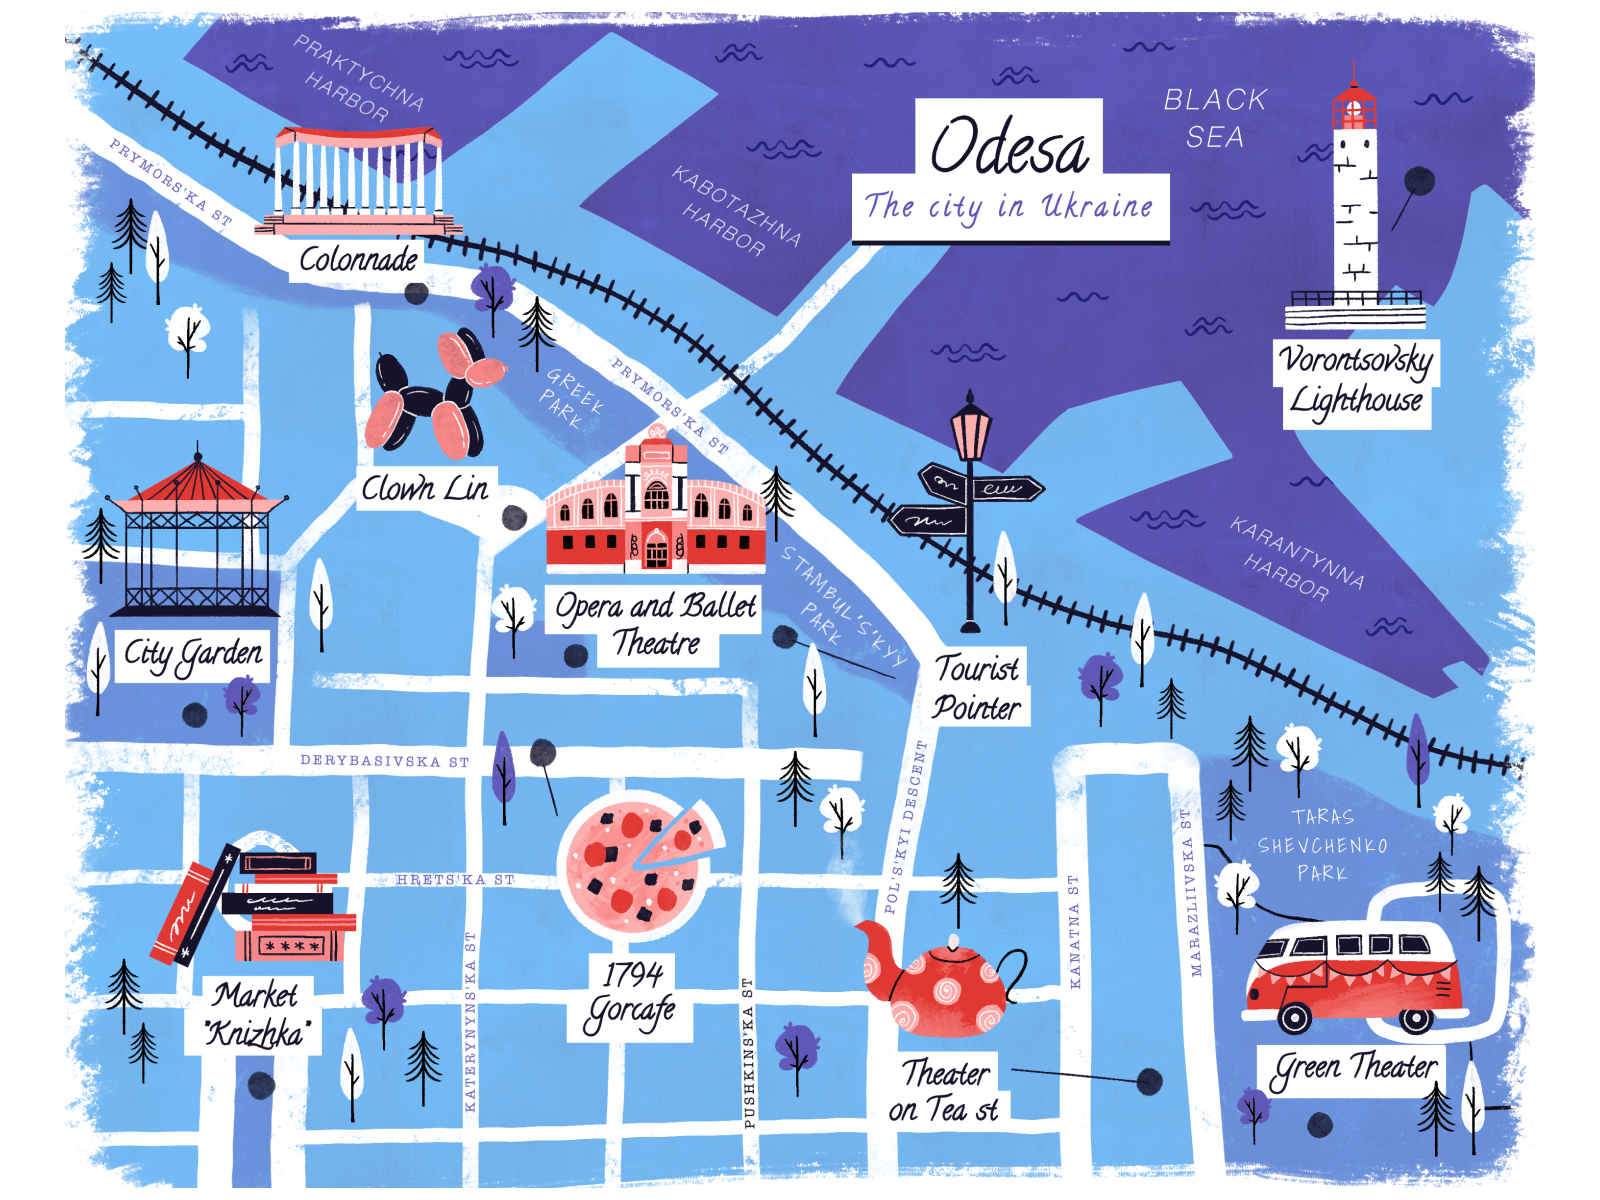 PRAKTYCHNA
HARBOR
BLACK
SEA
Odesa
The city in Ukraine
KABOTAZHNA
HARBOR
PRYMORS'KA ST
Colonnade
Vorontsovsky
Lighthouse
GREEK
PARK
PRYMORS'KA ST
Clown Lin
KARANTYNNA
HARBOR
STAMBUL'S'KYY
PARK
Opera and Ballet
Theatre
City Garden
Tourist
Pointer
DERYBASIVSKA ST
POL'S'KYI DESCENT
TARAS
SHEVCHENKO
PARK
HRETS'KA ST
KANATNA ST
MARAZLIIVSKA ST
KATERYNYNS'KA ST
PUSHKINS'KA ST
1794
Gorcafe
Market
"Knizhka"
Theater
on Tea st
Green Theater